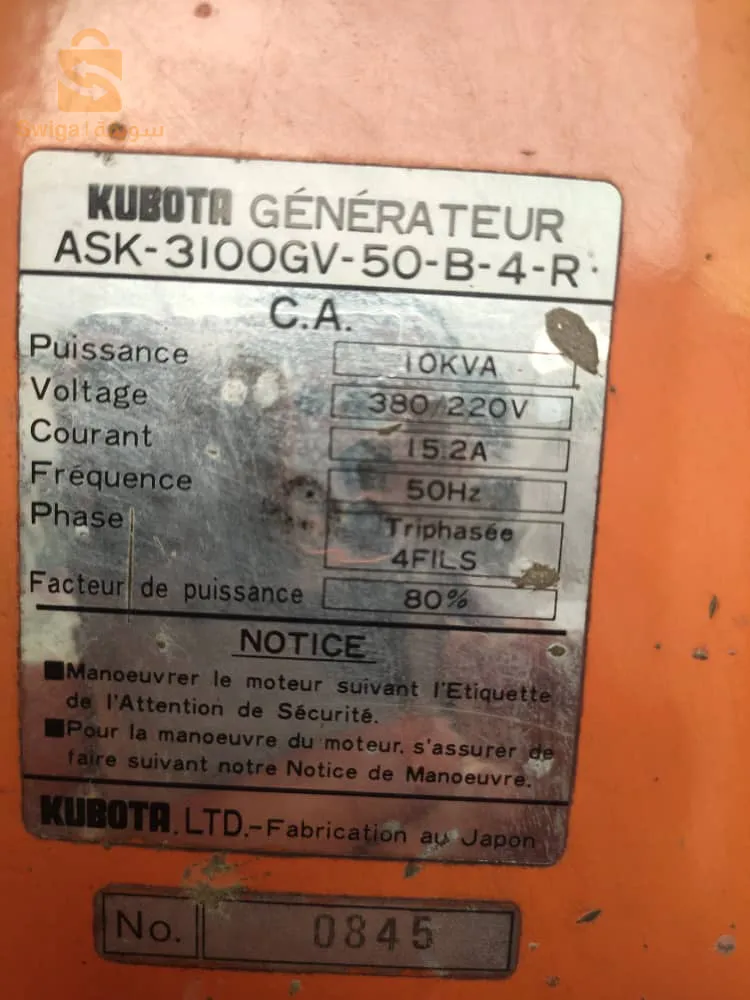 سوقة! Swiga
KUBOTA GÉNÉRATEUR
ASK-3100GV-50-B-4-R
C.A.
Puissance 10KVA
Voltage 380/220V
Courant 15.2A
Fréquence 50Hz
Phase Triphasée
4FILS
Facteur de puissance 80%
NOTICE
■Manoeuvrer le moteur suivant l'Etiquette
de l'Attention de Sécurité.
■Pour la manoeuvre du moteur. s'assurer de
faire suivant notre Notice de Manoeuvre.
KUBOTA, LTD.-Fabrication au Japon
No. 0845